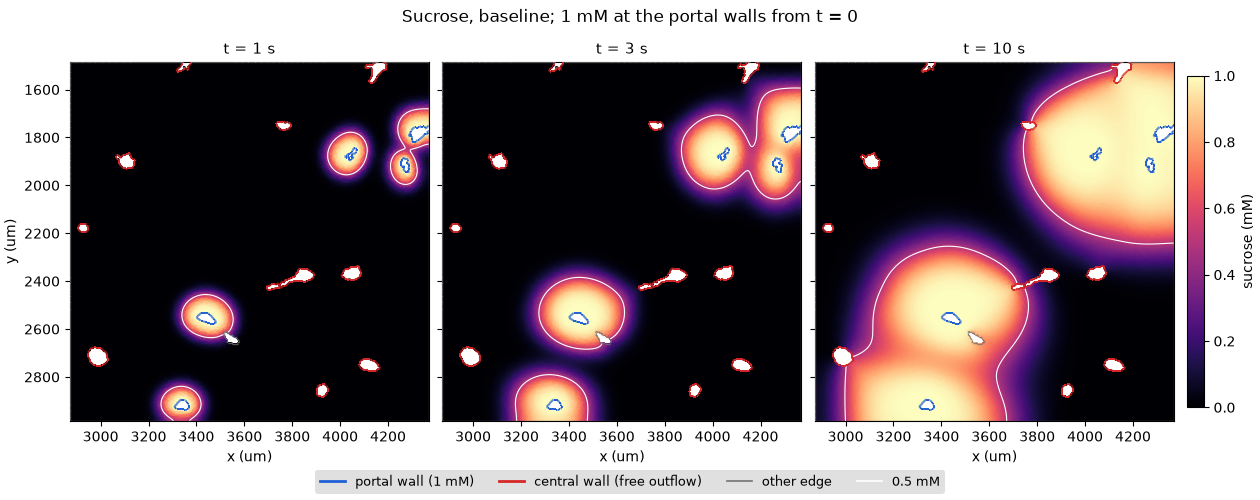 Sucrose, baseline; 1 mM at the portal walls from t = 0
t = 1 s
t = 3 s
t = 10 s
y (um)
1600
1800
2000
2200
2400
2600
2800
3000 3200 3400 3600 3800 4000 4200
3000 3200 3400 3600 3800 4000 4200
3000 3200 3400 3600 3800 4000 4200
x (um)
x (um)
x (um)
1.0
0.8
0.6
0.4
0.2
0.0
sucrose (mM)
portal wall (1 mM) central wall (free outflow) other edge 0.5 mM